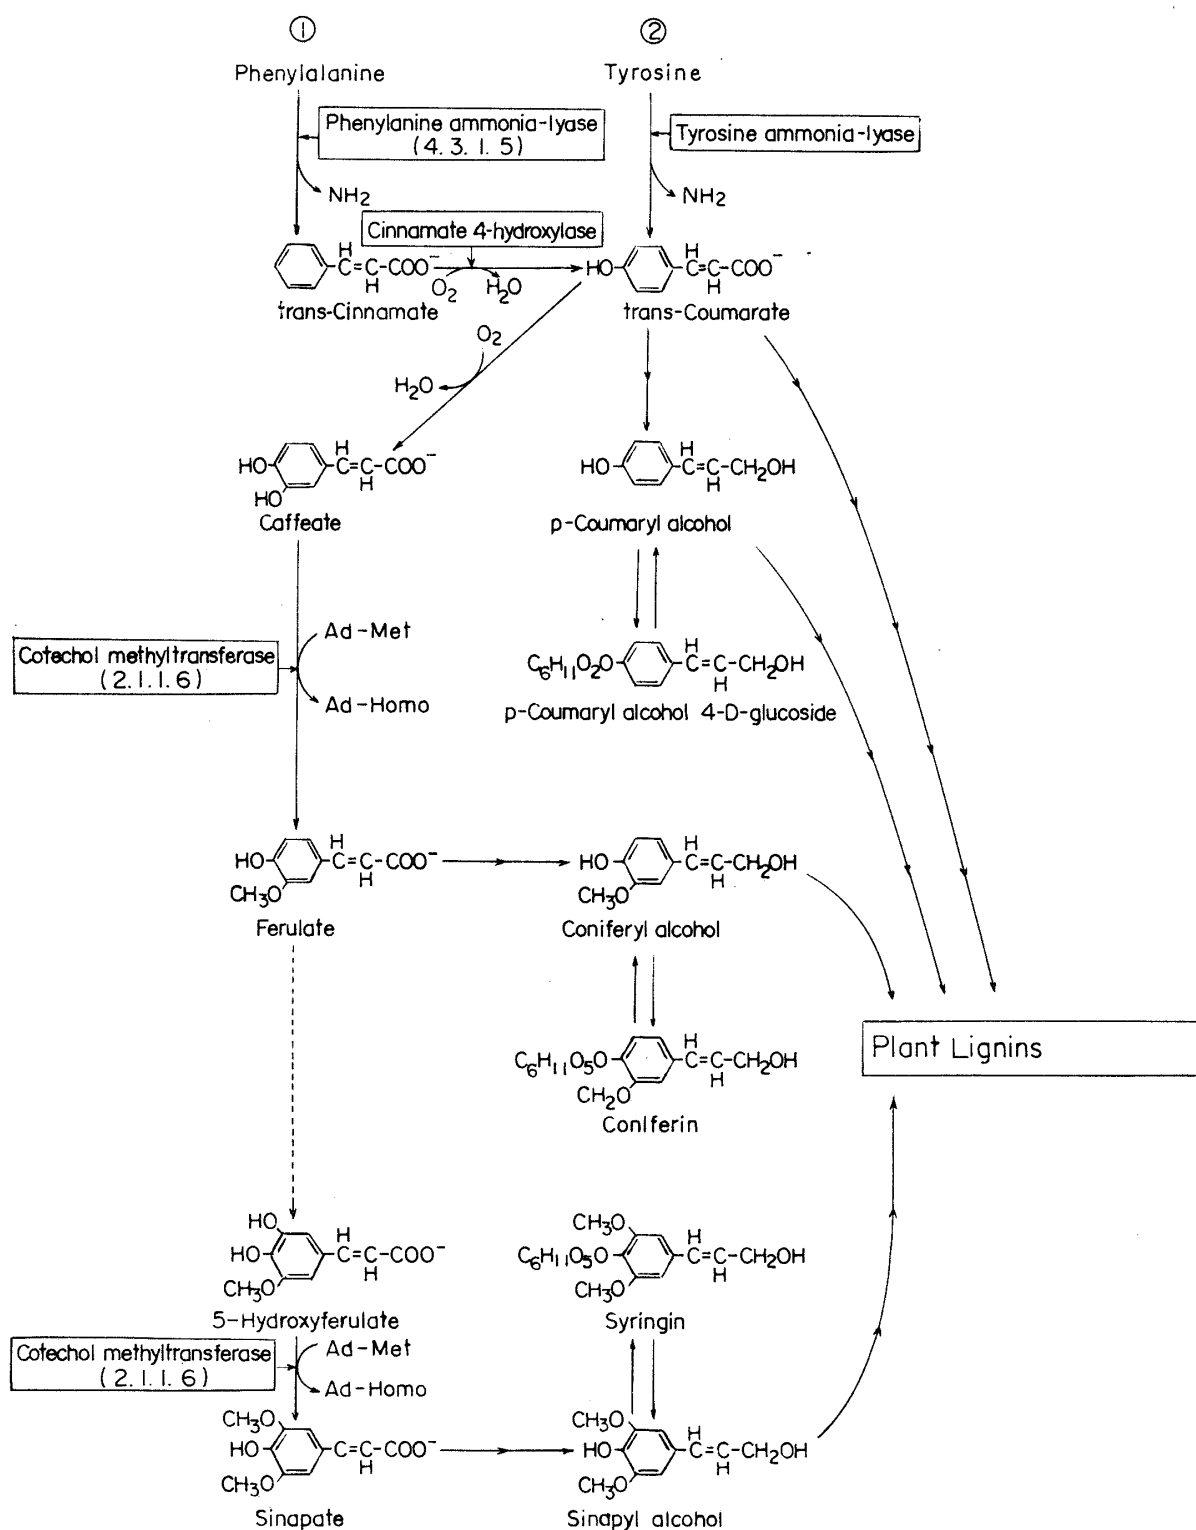 ① ②
Phenylalanine Tyrosine
Phenylanine ammonia-lyase
(4.3.1.5)
Tyrosine ammonia-lyase
NH2 NH2
Cinnamate 4-hydroxylase
H
C=C-COO⁻
H
O2 H2O
HO
H
C=C-COO⁻
H
trans-Cinnamate trans-Coumarate
O2
H2O
HO
HO
H
C=C-COO⁻
H
HO
H
C=C-CH2OH
H
Caffeate p-Coumaryl alcohol
Ad-Met
Cotechol methyltransferase
(2.1.1.6)
Ad-Homo
C6H11O2O
H
C=C-CH2OH
H
p-Coumaryl alcohol 4-D-glucoside
HO
CH3O
H
C=C-COO⁻
H
HO
CH3O
H
C=C-CH2OH
H
Ferulate Coniferyl alcohol
Plant Lignins
C6H11O5O
CH2O
H
C=C-CH2OH
H
Coniferin
HO
HO
CH3O
H
C=C-COO⁻
H
CH3O
C6H11O5O
CH3O
H
C=C-CH2OH
H
5-Hydroxyferulate Syringin
Cotechol methyltransferase
(2.1.1.6)
Ad-Met
Ad-Homo
CH3O
HO
CH3O
H
C=C-COO⁻
H
CH3O
HO
CH3O
H
C=C-CH2OH
H
Sinapate Sinapyl alcohol